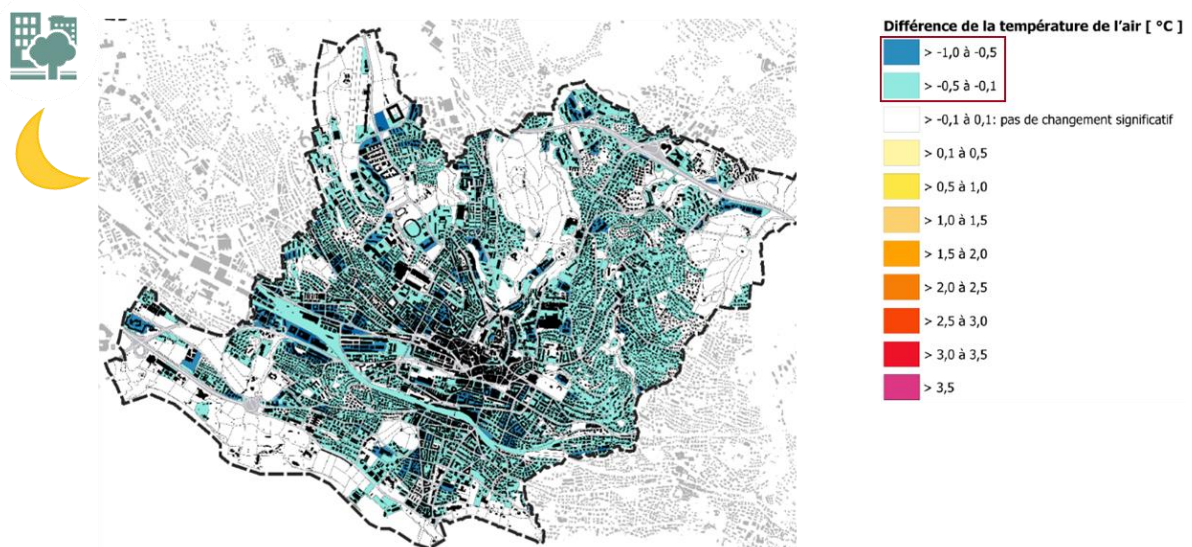 Différence de la température de l'air [ °C ]
> -1,0 à -0,5
> -0,5 à -0,1
> -0,1 à 0,1: pas de changement significatif
> 0,1 à 0,5
> 0,5 à 1,0
> 1,0 à 1,5
> 1,5 à 2,0
> 2,0 à 2,5
> 2,5 à 3,0
> 3,0 à 3,5
> 3,5